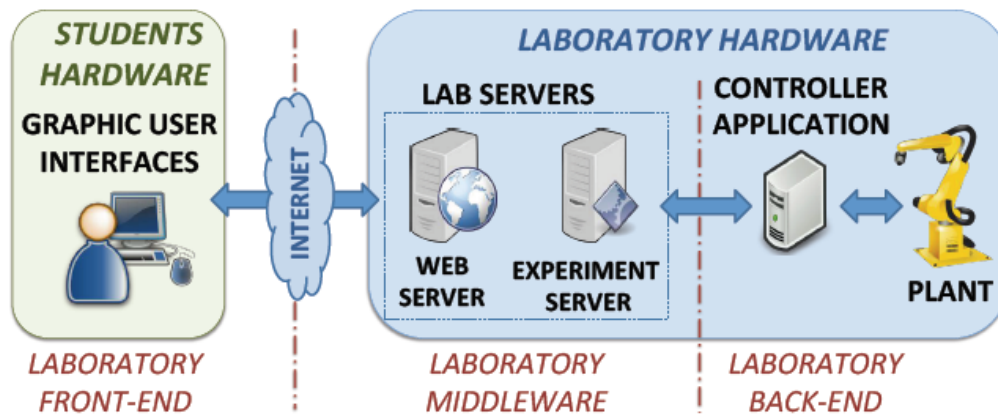 STUDENTS
HARDWARE
GRAPHIC USER
INTERFACES
INTERNET
LABORATORY HARDWARE
LAB SERVERS
WEB
SERVER
EXPERIMENT
SERVER
CONTROLLER
APPLICATION
PLANT
LABORATORY
FRONT-END
LABORATORY
MIDDLEWARE
LABORATORY
BACK-END